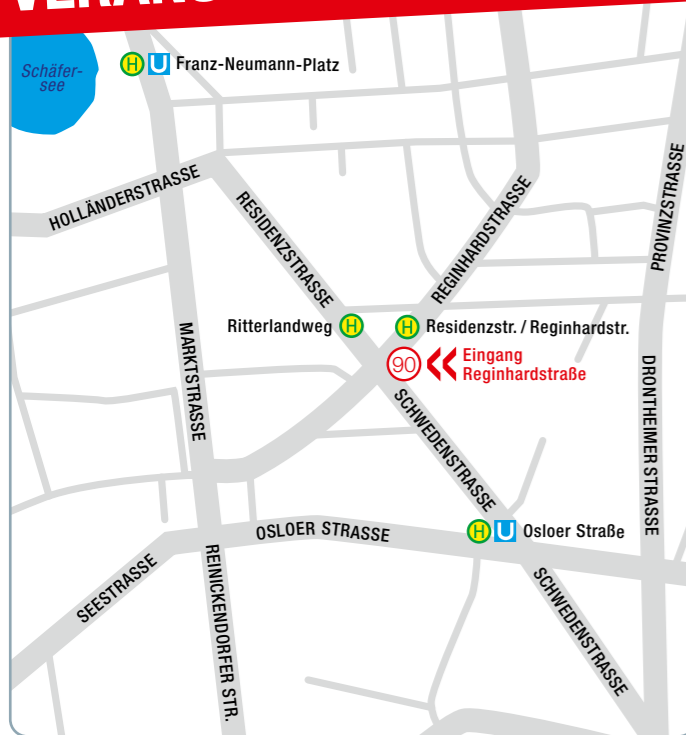 Schäfer-
see
H U Franz-Neumann-Platz
HOLLÄNDERSTRASSE
RESIDENZSTRASSE
REGINHARDSTRASSE
PROVINZSTRASSE
Ritterlandweg H
H Residenzstr. / Reginhardstr.
90 Eingang
Reginhardstraße
MARKTSTRASSE
SCHWEDENSTRASSE
DRONTHEIMER STRASSE
OSLOER STRASSE
H U Osloer Straße
SEESTRASSE
REINICKENDORFER STR.
SCHWEDENSTRASSE